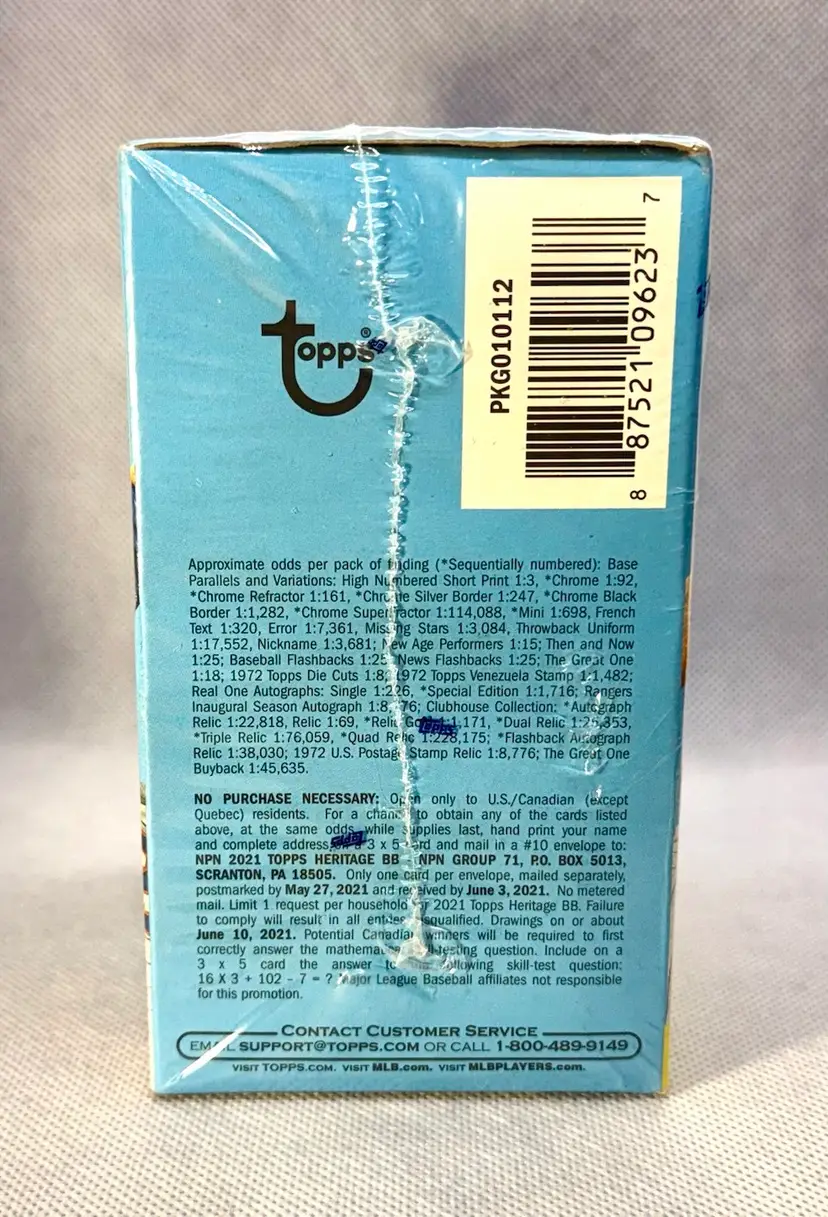 topps®
PKG010112
8 87521 09623 7
Approximate odds per pack of finding (*Sequentially numbered): Base
Parallels and Variations: High Numbered Short Print 1:3, *Chrome 1:92,
*Chrome Refractor 1:161, *Chrome Silver Border 1:247, *Chrome Black
Border 1:1,282, *Chrome Superfractor 1:114,088, *Mini 1:698, French
Text 1:320, Error 1:7,361, Missing Stars 1:3,084, Throwback Uniform
1:17,552, Nickname 1:3,681; New Age Performers 1:15; Then and Now
1:25; Baseball Flashbacks 1:25 News Flashbacks 1:25; The Great One
1:18; 1972 Topps Die Cuts 1972 Topps Venezuela Stamp 1:1,482;
Real One Autographs: Single *Special Edition 1:1,716; Rangers
Inaugural Season Autograph Clubhouse Collection: *Autograph
Relic 1:22,818, Relic 1:69, *Relic *Dual Relic
*Triple Relic 1:76,059, *Quad Relic 1:228,175; *Flashback Autograph
Relic 1:38,030; 1972 U.S. Postage Stamp Relic 1:8,776; The Great One
Buyback 1:45,635.
NO PURCHASE NECESSARY: Open only to U.S./Canadian (except
Quebec) residents. For a chance to obtain any of the cards listed
above, at the same odds, while supplies last, hand print your name
and complete address on a 3 x 5 card and mail in a #10 envelope to:
NPN 2021 TOPPS HERITAGE BB NPN GROUP 71, P.O. BOX 5013,
SCRANTON, PA 18505. Only one card per envelope, mailed separately,
postmarked by May 27, 2021 and received by June 3, 2021. No metered
mail. Limit 1 request per household for 2021 Topps Heritage BB. Failure
to comply will result in all entries disqualified. Drawings on or about
June 10, 2021. Potential Canadian winners will be required to first
correctly answer the mathematical skill-testing question. Include on a
3 x 5 card the answer to the following skill-test question:
16 X 3 + 102 - 7 = ? Major League Baseball affiliates not responsible
for this promotion.
CONTACT CUSTOMER SERVICE
EMAIL SUPPORT@TOPPS.COM OR CALL 1-800-489-9149
VISIT TOPPS.COM. VISIT MLB.com. VISIT MLBPLAYERS.com.